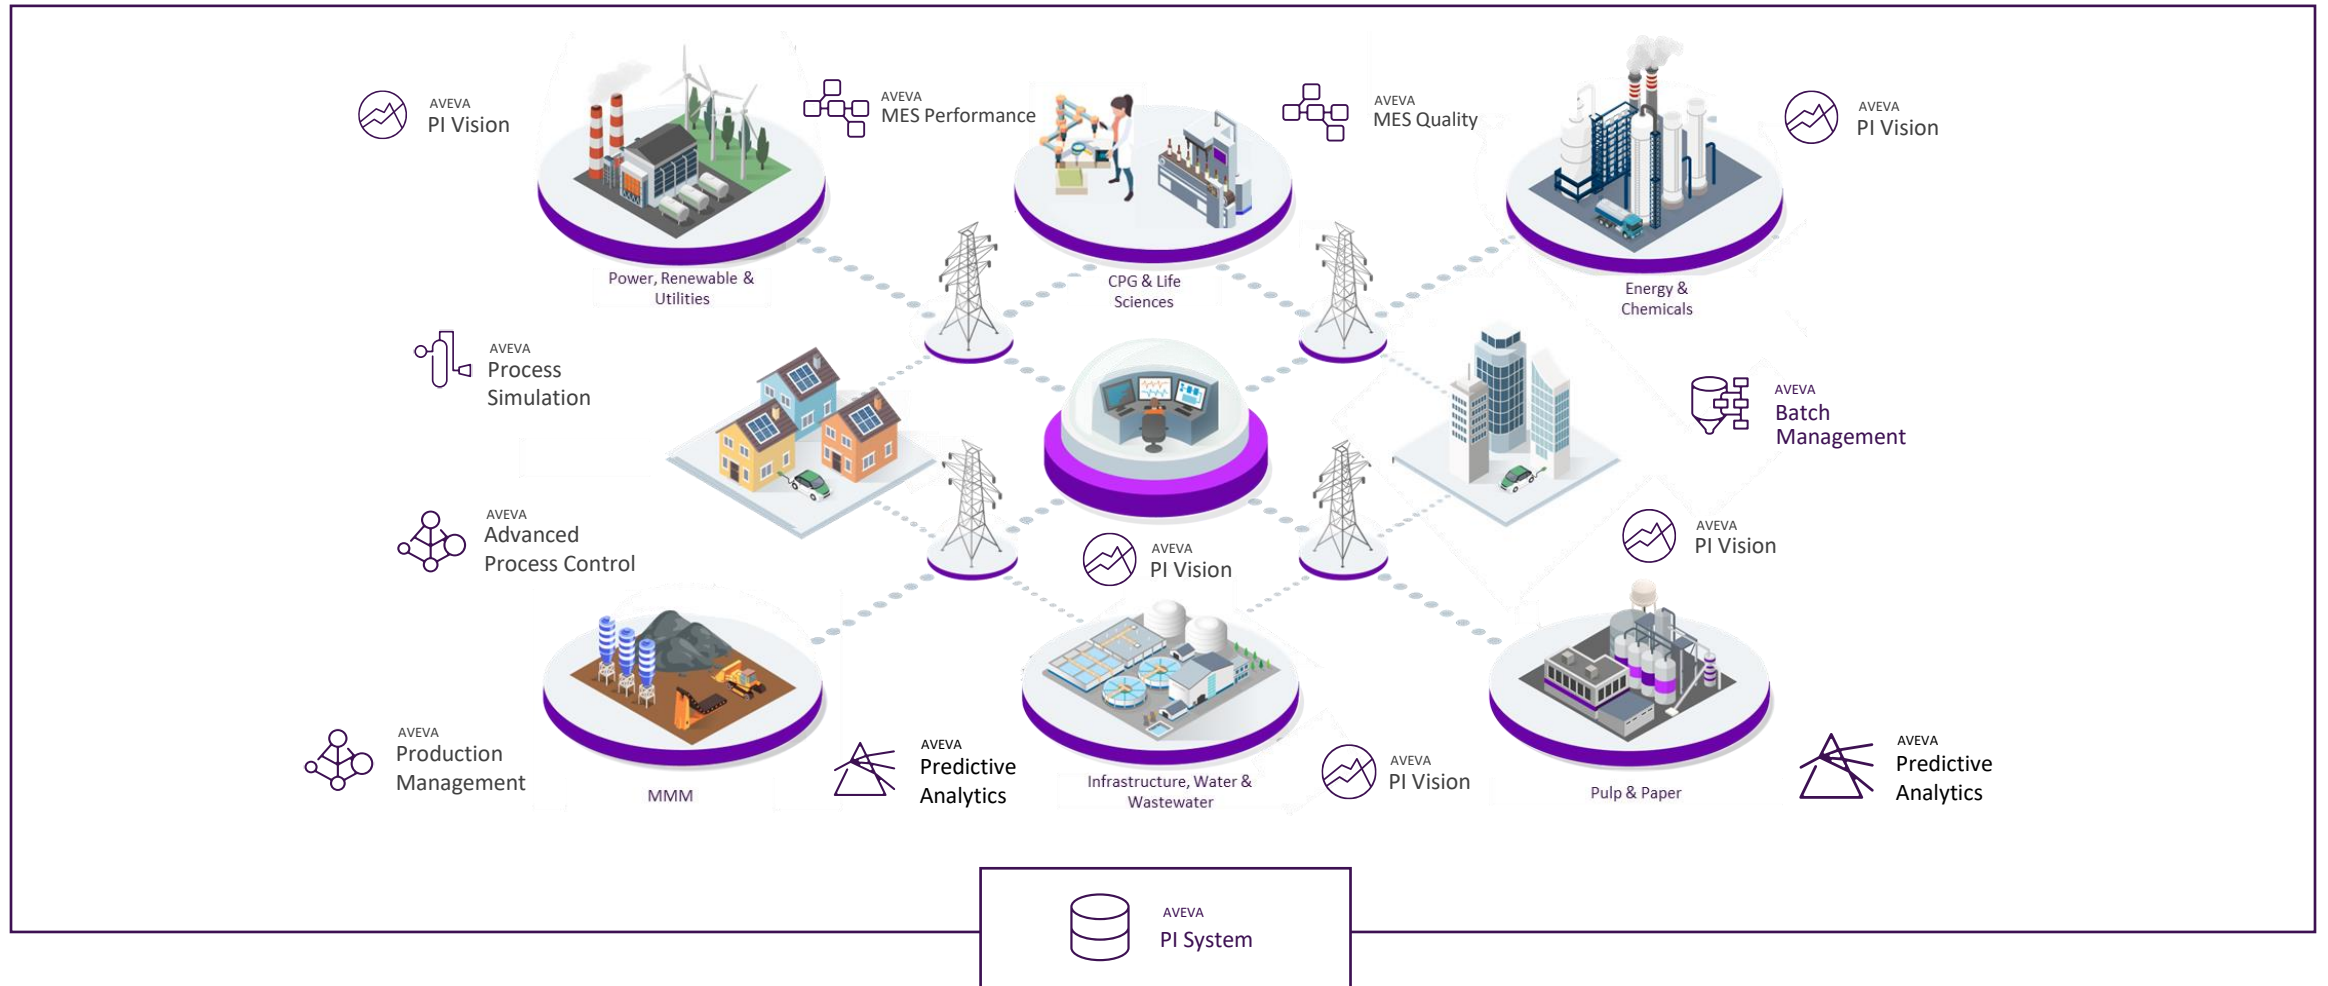 AVEVA
PI Vision
AVEVA
MES Performance
AVEVA
MES Quality
AVEVA
PI Vision
Power, Renewable &
Utilities
CPG & Life
Sciences
Energy &
Chemicals
AVEVA
Process
Simulation
AVEVA
Batch
Management
AVEVA
Advanced
Process Control
AVEVA
PI Vision
AVEVA
PI Vision
AVEVA
Production
Management
MMM
AVEVA
Predictive
Analytics
Infrastructure, Water &
Wastewater
AVEVA
PI Vision
Pulp & Paper
AVEVA
Predictive
Analytics
AVEVA
PI System